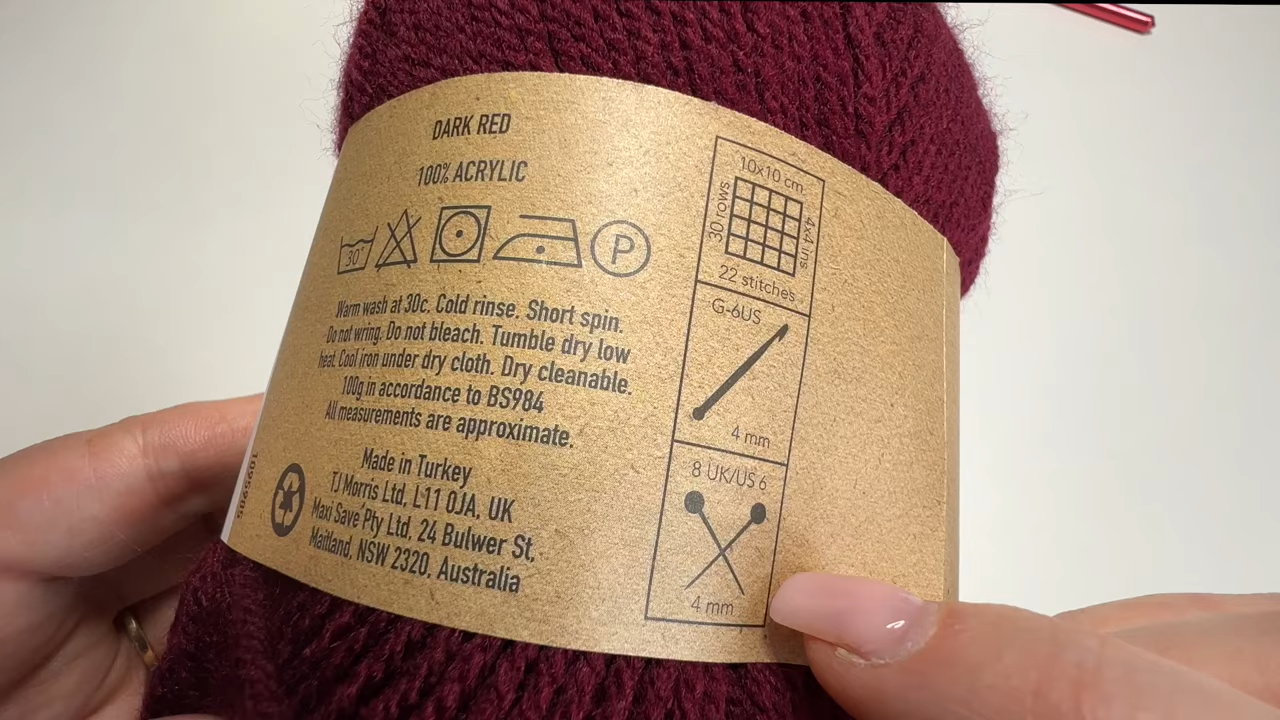 DARK RED
100% ACRYLIC
30°
P
Warm wash at 30c. Cold rinse. Short spin.
Do not wring. Do not bleach. Tumble dry low
heat. Cool iron under dry cloth. Dry cleanable.
100g in accordance to BS984
All measurements are approximate.
Made in Turkey
TJ Morris Ltd, L11 0JA, UK
Maxi Save Pty Ltd, 24 Bulwer St,
Maitland, NSW 2320, Australia
10x10 cm
30 rows
4x4 ins
22 stitches
G-6US
4 mm
8 UK/US 6
4 mm